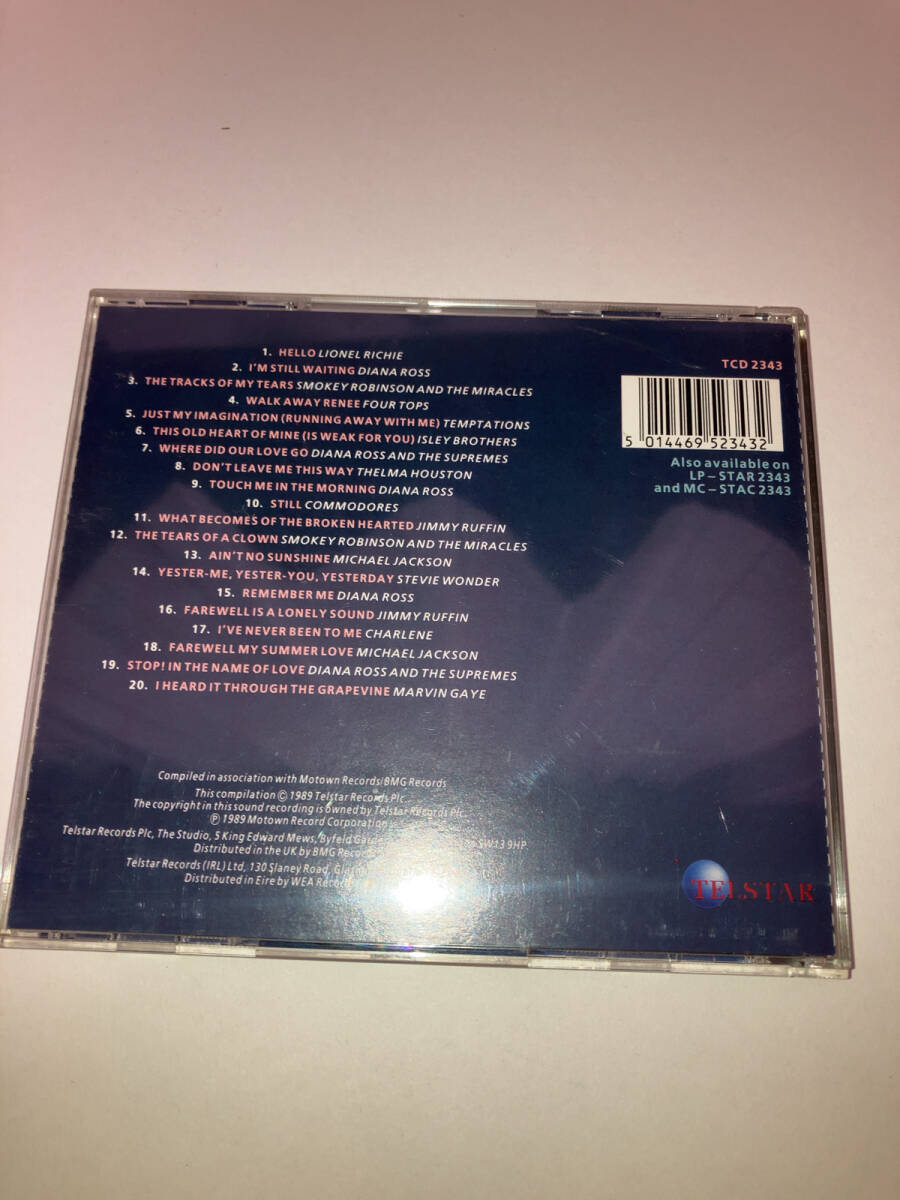 1. HELLO LIONEL RICHIE
2. I'M STILL WAITING DIANA ROSS
3. THE TRACKS OF MY TEARS SMOKEY ROBINSON AND THE MIRACLES
4. WALK AWAY RENEE FOUR TOPS
5. JUST MY IMAGINATION (RUNNING AWAY WITH ME) TEMPTATIONS
6. THIS OLD HEART OF MINE (IS WEAK FOR YOU) ISLEY BROTHERS
7. WHERE DID OUR LOVE GO DIANA ROSS AND THE SUPREMES
8. DON'T LEAVE ME THIS WAY THELMA HOUSTON
9. TOUCH ME IN THE MORNING DIANA ROSS
10. STILL COMMODORES
11. WHAT BECOMES OF THE BROKEN HEARTED JIMMY RUFFIN
12. THE TEARS OF A CLOWN SMOKEY ROBINSON AND THE MIRACLES
13. AIN'T NO SUNSHINE MICHAEL JACKSON
14. YESTER-ME, YESTER-YOU, YESTERDAY STEVIE WONDER
15. REMEMBER ME DIANA ROSS
16. FAREWELL IS A LONELY SOUND JIMMY RUFFIN
17. I'VE NEVER BEEN TO ME CHARLENE
18. FAREWELL MY SUMMER LOVE MICHAEL JACKSON
19. STOP! IN THE NAME OF LOVE DIANA ROSS AND THE SUPREMES
20. I HEARD IT THROUGH THE GRAPEVINE MARVIN GAYE
TCD 2343
5 014469 523432
Also available on
LP – STAR 2343
and MC – STAC 2343
Compiled in association with Motown Records/BMG Records
This compilation © 1989 Telstar Records Plc
The copyright in this sound recording is owned by Telstar Records Plc.
℗ 1989 Motown Record Corporation
Telstar Records Plc, The Studio, 5 King Edward Mews, Byfeld SW13 9HP
Distributed in the UK by BMG
Telstar Records (IRL) Ltd, 130 Slaney Road,
Distributed in Eire by WEA
TELSTAR